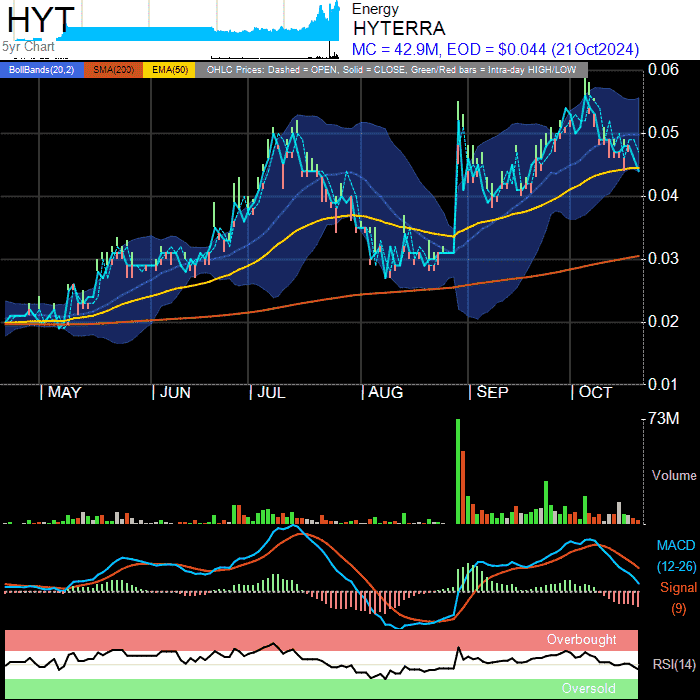 HYT
5yr Chart
Energy
HYTERRA
MC = 42.9M, EOD = $0.044 (21Oct2024)
BollBands(20,2) SMA(200) EMA(50) OHLC Prices: Dashed = OPEN, Solid = CLOSE, Green/Red bars = Intra-day HIGH/LOW
0.06
0.05
0.04
0.03
0.02
0.01
MAY JUN JUL AUG SEP OCT
73M
Volume
MACD
(12-26)
Signal
(9)
Overbought
RSI(14)
Oversold